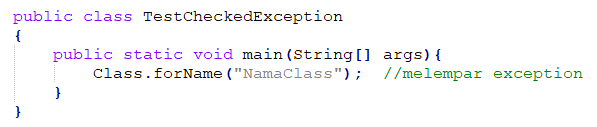 public class TestCheckedException
{
    public static void main(String[] args){
        Class.forName("NamaClass");  //melempar exception
    }
}